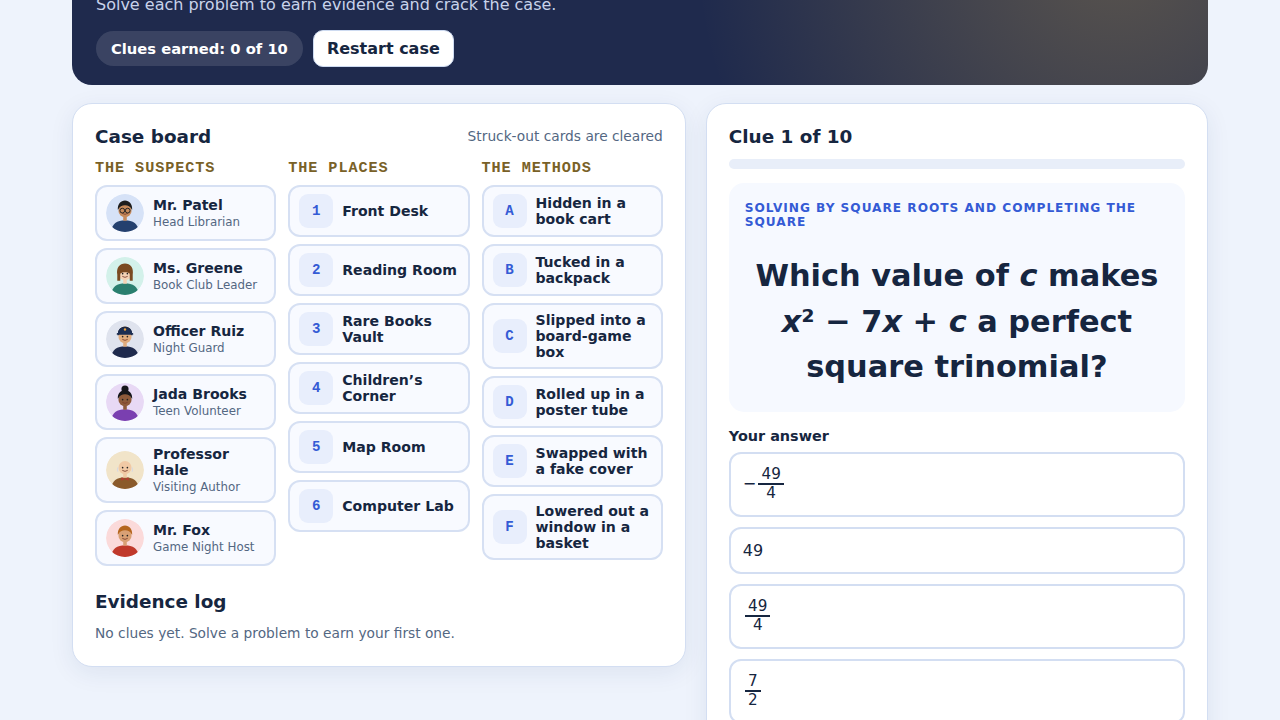 Solve each problem to earn evidence and crack the case.
Clues earned: 0 of 10
Restart case
Case board
Struck-out cards are cleared
THE SUSPECTS
Mr. Patel
Head Librarian
Ms. Greene
Book Club Leader
Officer Ruiz
Night Guard
Jada Brooks
Teen Volunteer
Professor
Hale
Visiting Author
Mr. Fox
Game Night Host
THE PLACES
1 Front Desk
2 Reading Room
3 Rare Books
Vault
4 Children’s
Corner
5 Map Room
6 Computer Lab
THE METHODS
A Hidden in a
book cart
B Tucked in a
backpack
C Slipped into a
board-game
box
D Rolled up in a
poster tube
E Swapped with
a fake cover
F Lowered out a
window in a
basket
Evidence log
No clues yet. Solve a problem to earn your first one.
Clue 1 of 10
SOLVING BY SQUARE ROOTS AND COMPLETING THE
SQUARE
Which value of c makes
x² − 7x + c a perfect
square trinomial?
Your answer
−49/4
49
49/4
7/2